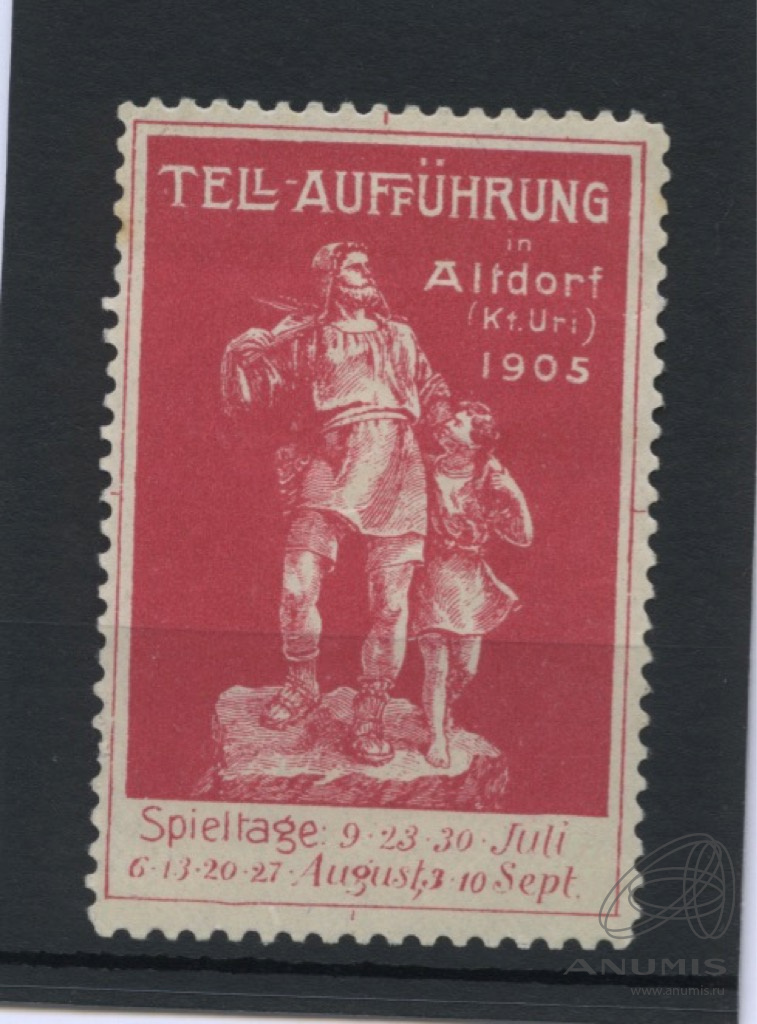 TELL-AUFFÜHRUNG
in
Altdorf
(Kt. Uri)
1905
Spieltage: 9·23·30·Juli
6·13·20·27·August, 3·10 Sept.
ANUMIS
www.anumis.ru